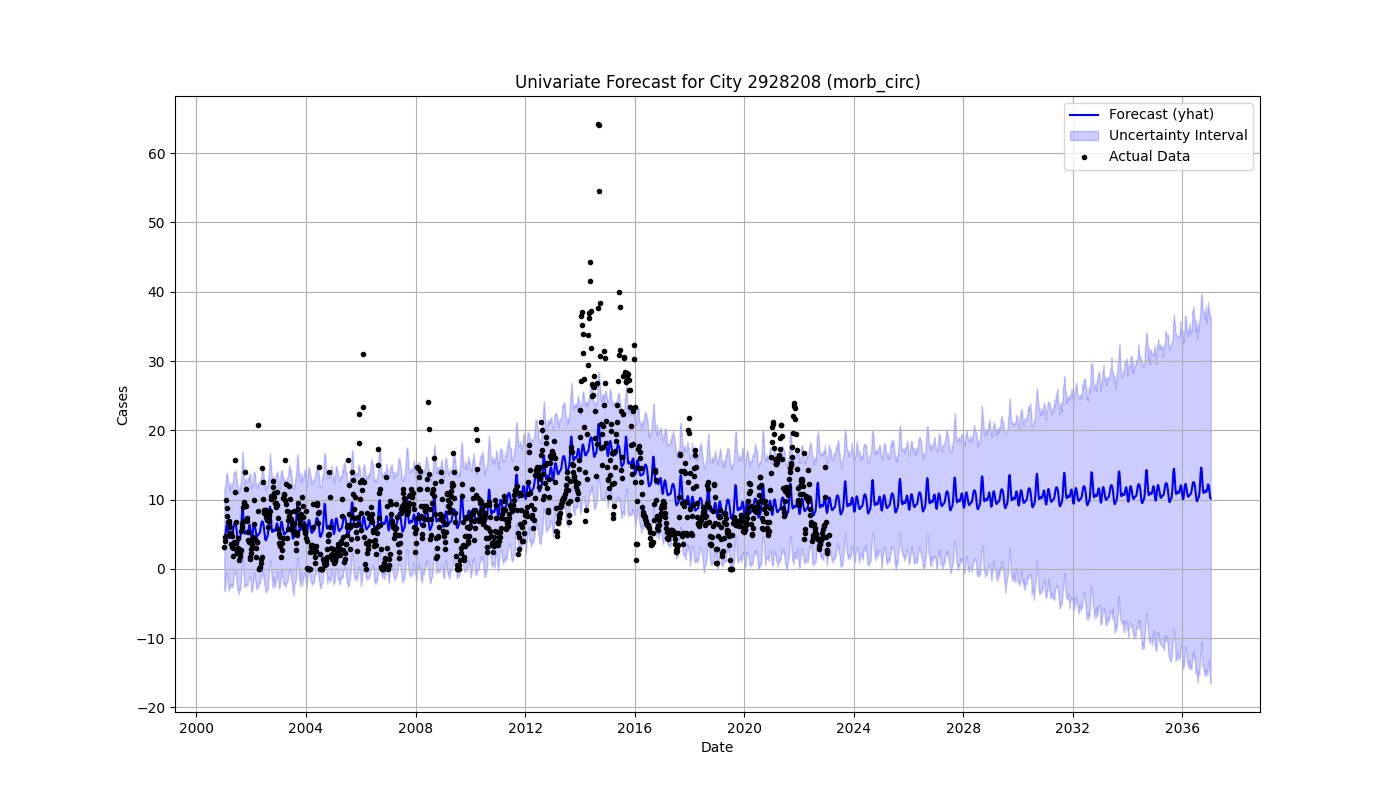 Univariate Forecast for City 2928208 (morb_circ)
Forecast (yhat)
Uncertainty Interval
Actual Data
Cases
60
50
40
30
20
10
0
−10
−20
2000 2004 2008 2012 2016 2020 2024 2028 2032 2036
Date